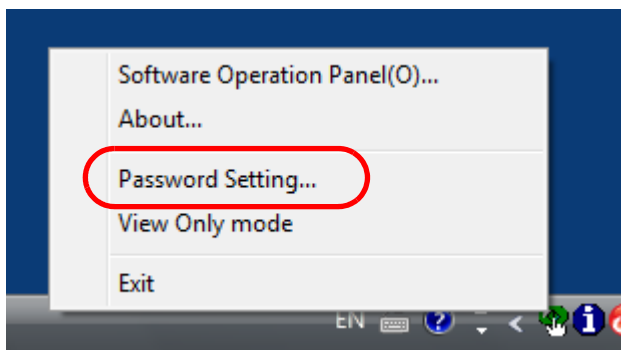 Software Operation Panel(O)...
About...
Password Setting...
View Only mode
Exit
EN